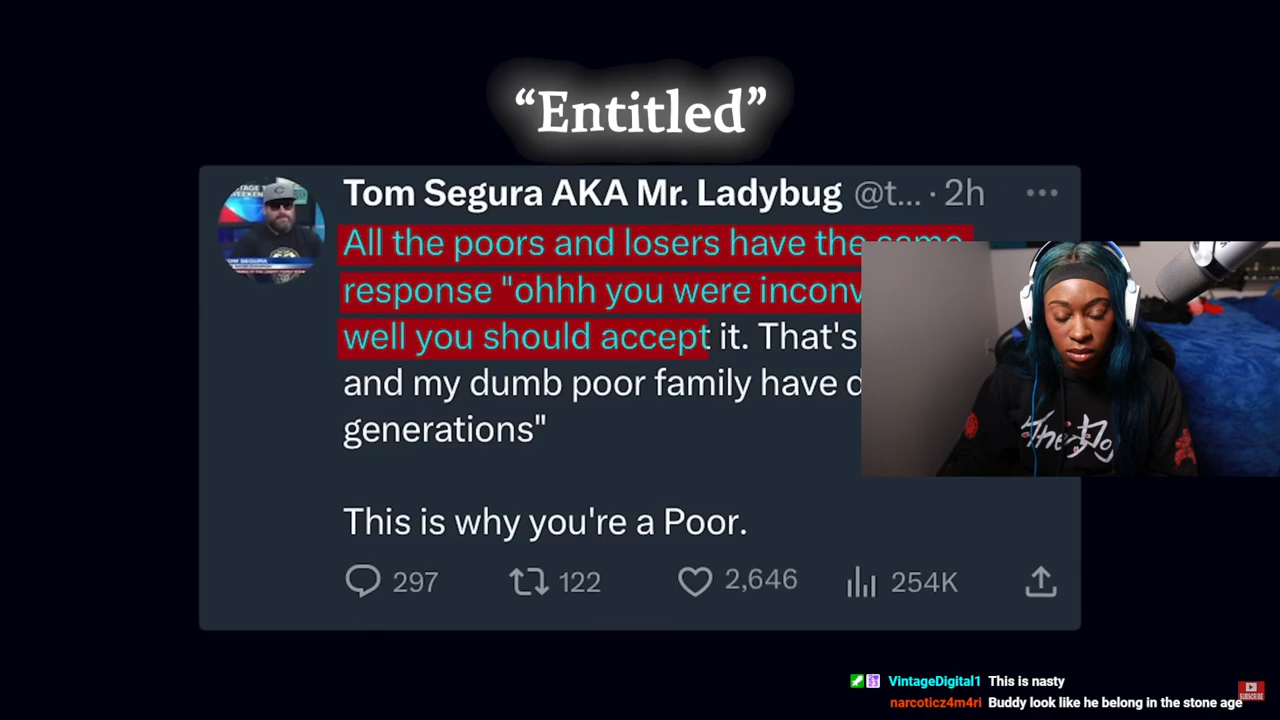 “Entitled”
Tom Segura AKA Mr. Ladybug @t... · 2h
All the poors and losers have the same
response "ohhh you were inconv
well you should accept it. That's
and my dumb poor family have d
generations"
This is why you're a Poor.
297 122 2,646 254K
VintageDigital1 This is nasty
narcoticz4m4ri Buddy look like he belong in the stone age
SUBSCRIBE